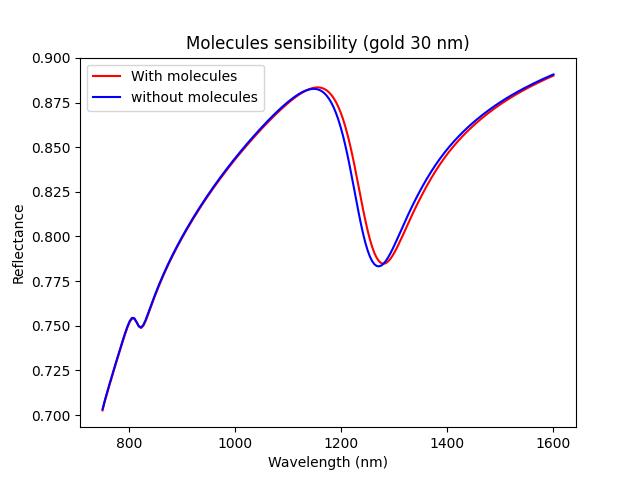 Molecules sensibility (gold 30 nm)
With molecules
without molecules
Reflectance
0.900
0.875
0.850
0.825
0.800
0.775
0.750
0.725
0.700
800 1000 1200 1400 1600
Wavelength (nm)